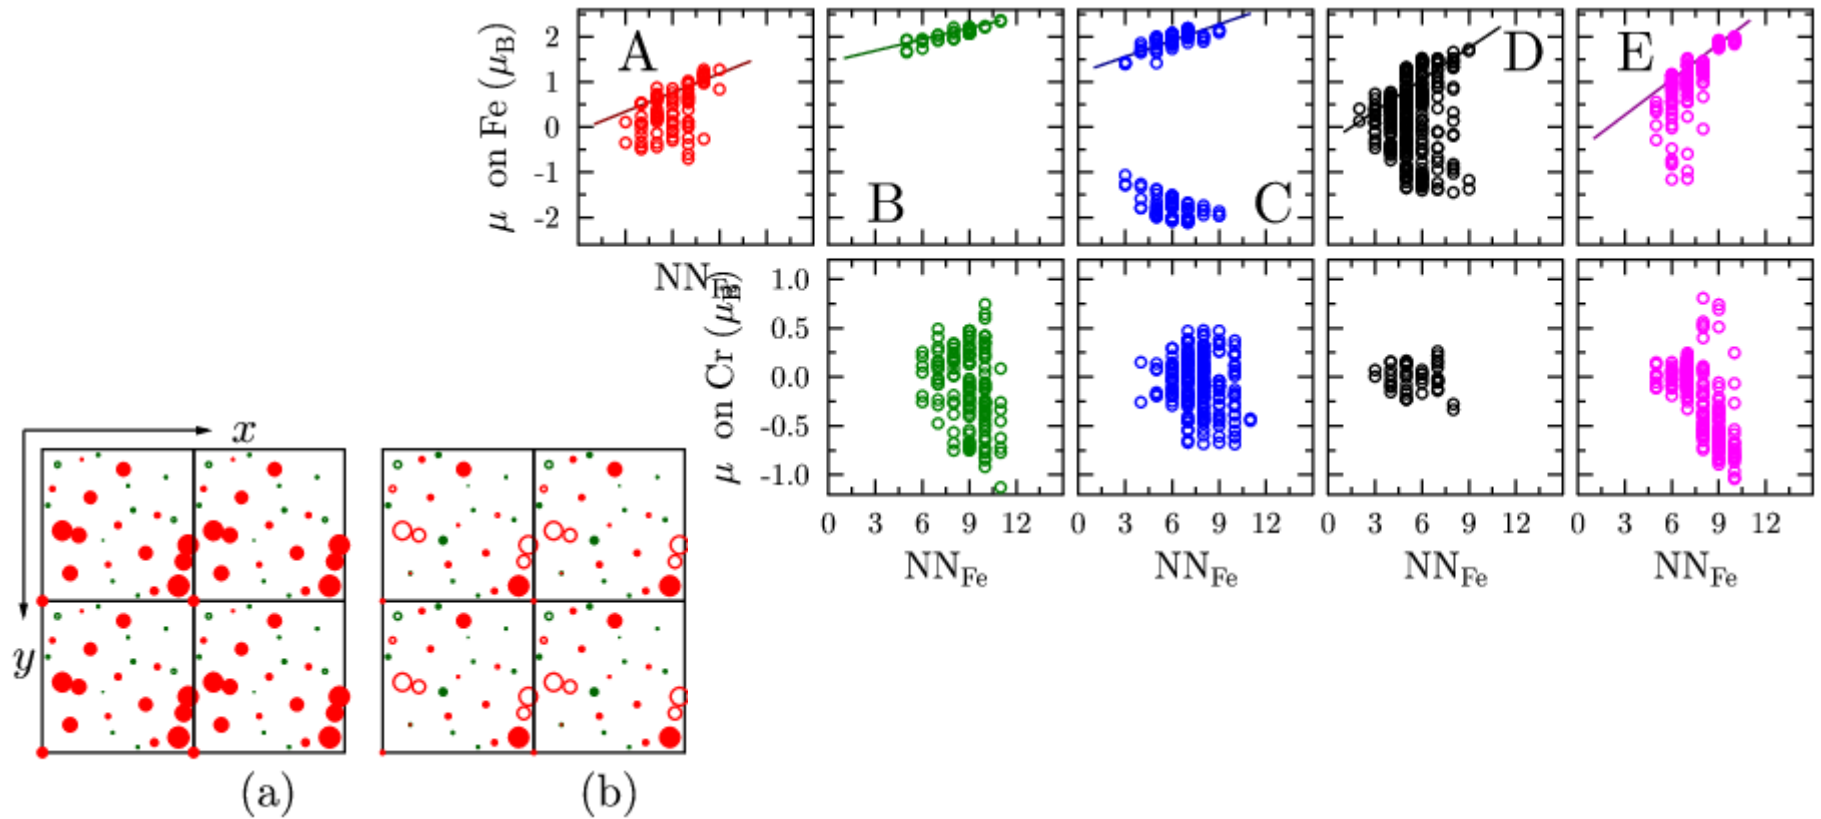 μ on Fe (μB)
2
1
0
-1
-2
A
B
C
D
E
NNFe
μ on Cr (μB)
1.0
0.5
0.0
-0.5
-1.0
0 3 6 9 12
0 3 6 9 12
0 3 6 9 12
0 3 6 9 12
NNFe
NNFe
NNFe
NNFe
x
y
(a)
(b)